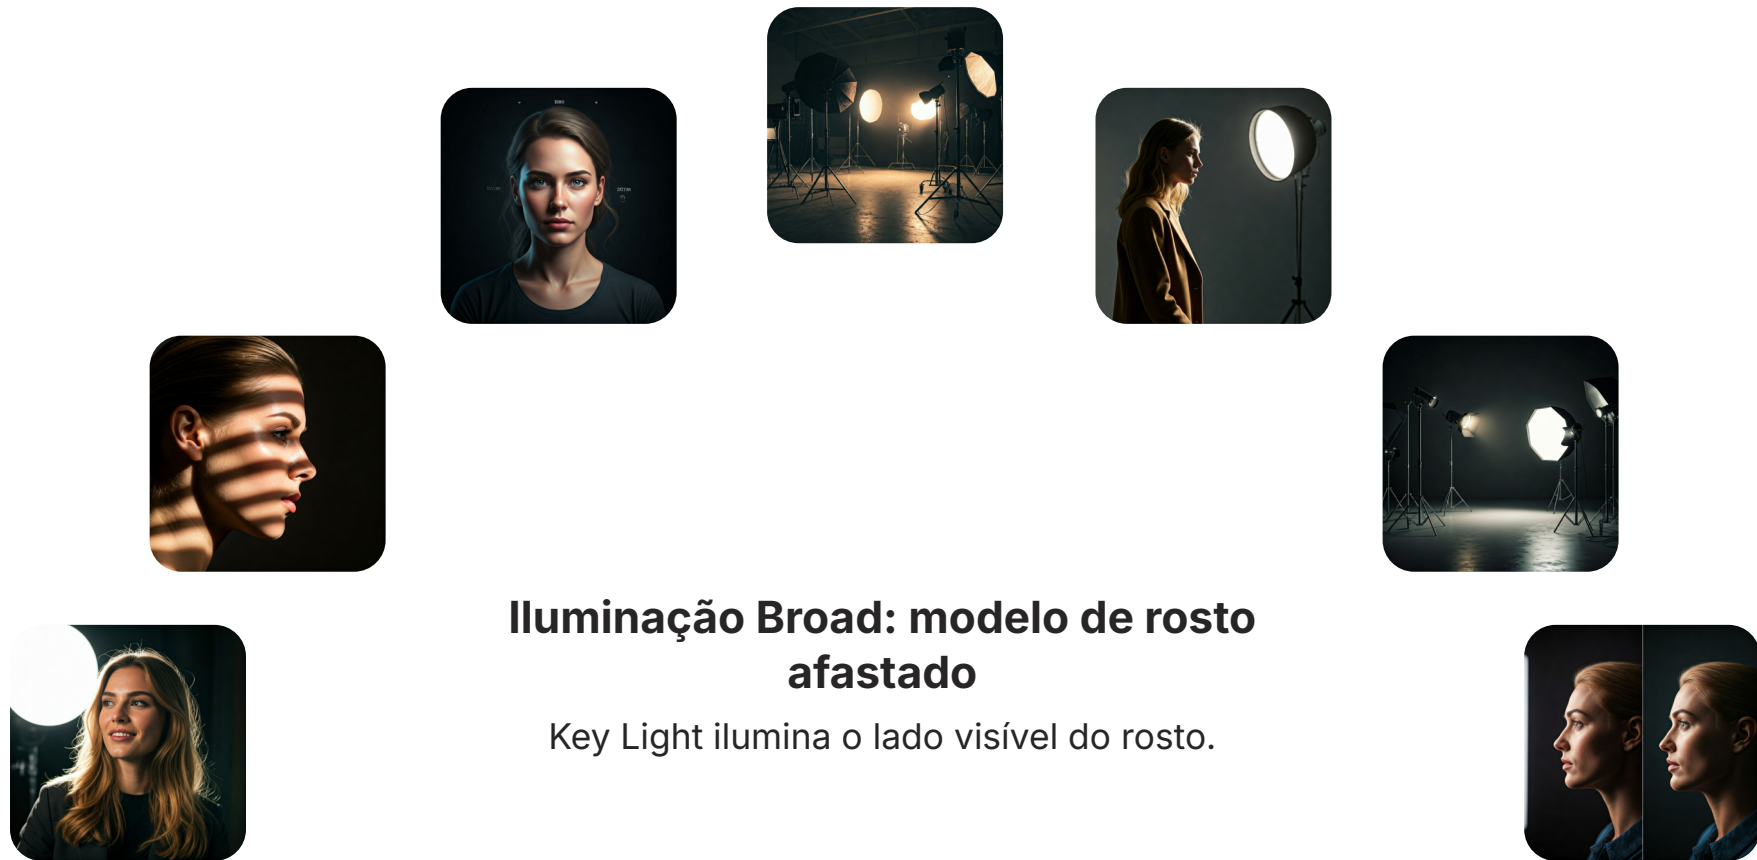 Iluminação Broad: modelo de rosto
afastado
Key Light ilumina o lado visível do rosto.